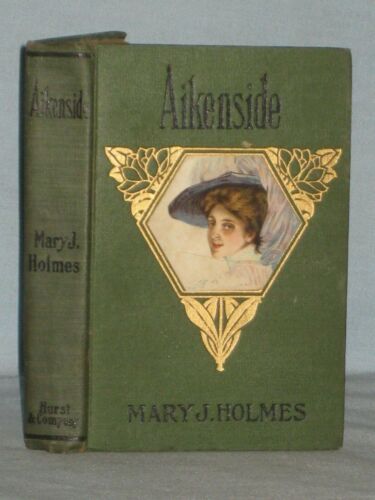 Aikenside
Mary J.
Holmes
Hurst
& Company
Aikenside
MARY J. HOLMES